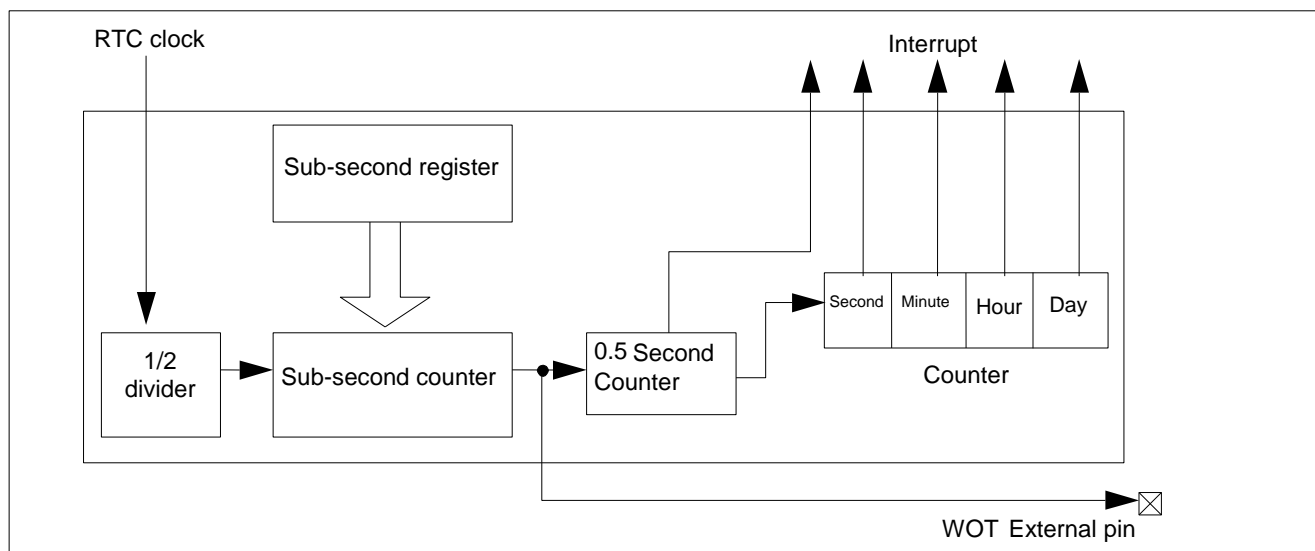 RTC clock
Interrupt
Sub-second register
Second
Minute
Hour
Day
1/2
divider
Sub-second counter
0.5 Second
Counter
Counter
WOT External pin